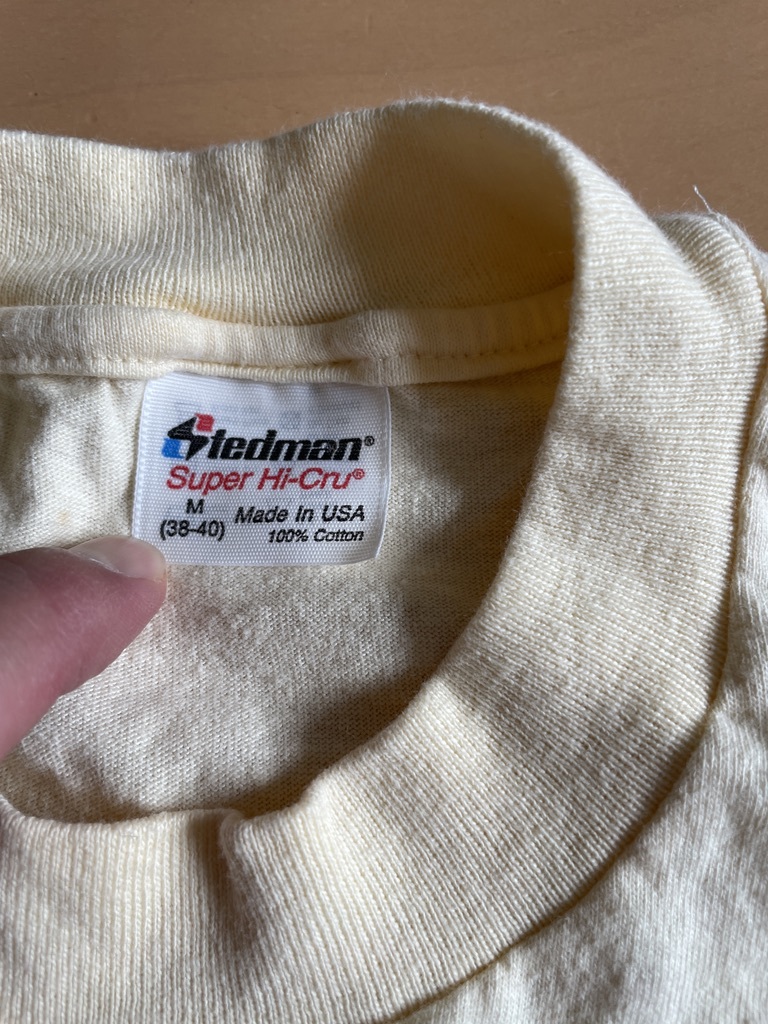 Stedman®
Super Hi-Cru®
M
(38-40)
Made In USA
100% Cotton